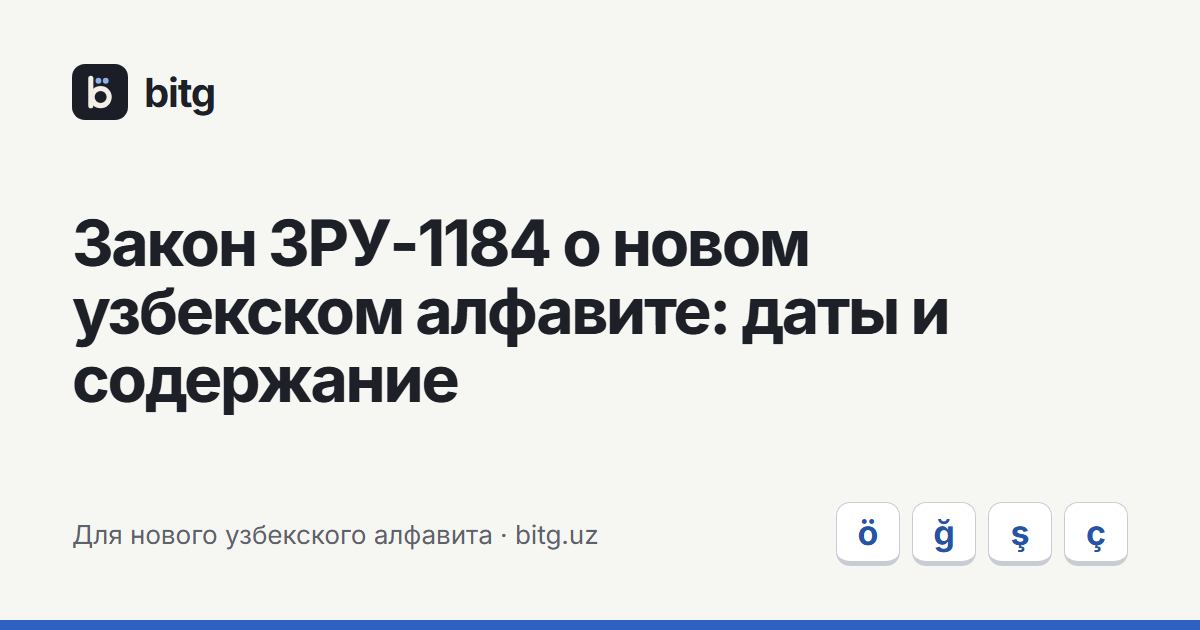 b̈ bitg
Закон ЗРУ-1184 о новом
узбекском алфавите: даты и
содержание
Для нового узбекского алфавита · bitg.uz
ö ğ ş ç